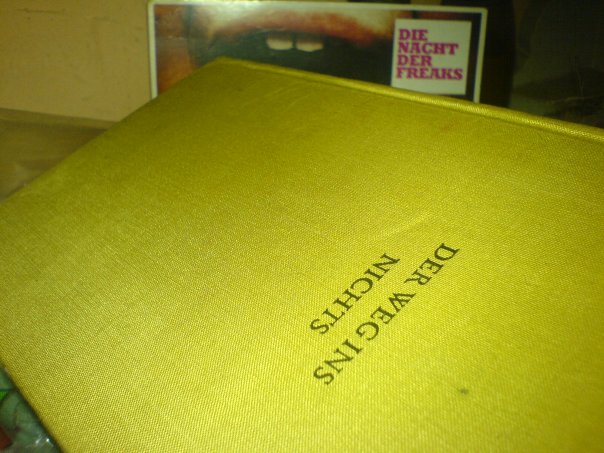 DIE
NACHT
DER
FREAKS
DER WEG INS
NICHTS